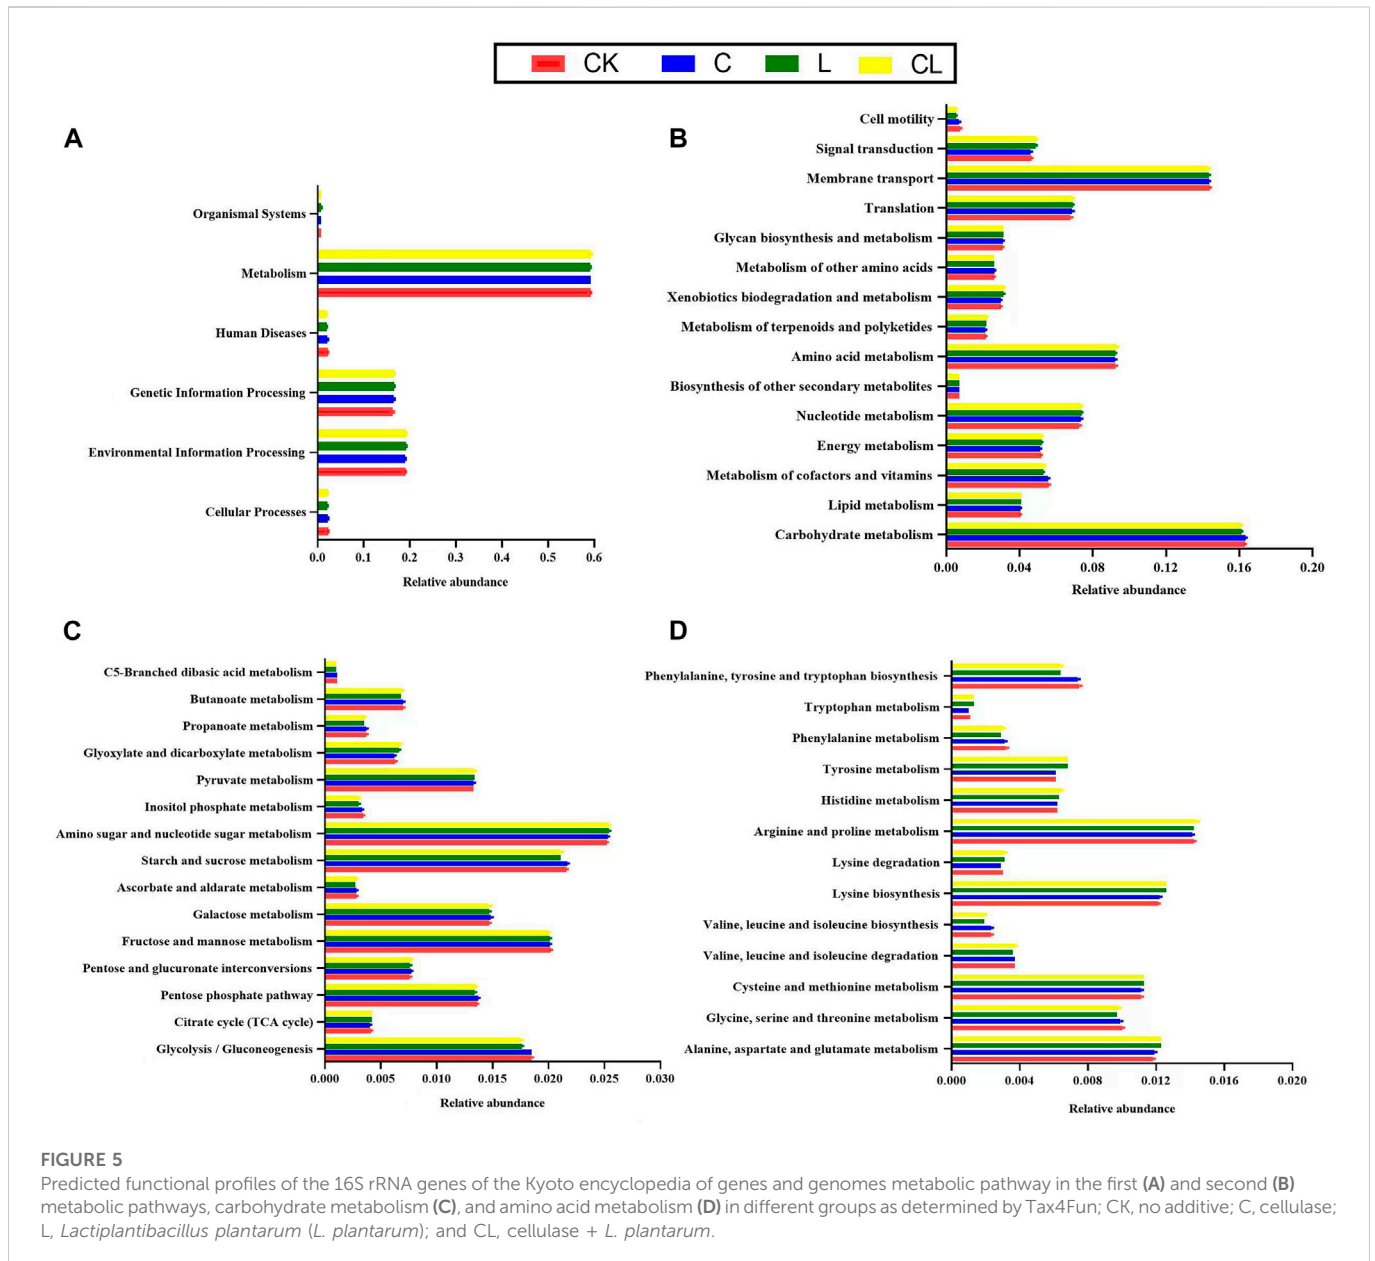 CK C L CL
A
Organismal Systems
Metabolism
Human Diseases
Genetic Information Processing
Environmental Information Processing
Cellular Processes
0.0 0.1 0.2 0.3 0.4 0.5 0.6
Relative abundance
B
Cell motility
Signal transduction
Membrane transport
Translation
Glycan biosynthesis and metabolism
Metabolism of other amino acids
Xenobiotics biodegradation and metabolism
Metabolism of terpenoids and polyketides
Amino acid metabolism
Biosynthesis of other secondary metabolites
Nucleotide metabolism
Energy metabolism
Metabolism of cofactors and vitamins
Lipid metabolism
Carbohydrate metabolism
0.00 0.04 0.08 0.12 0.16 0.20
Relative abundance
C
C5-Branched dibasic acid metabolism
Butanoate metabolism
Propanoate metabolism
Glyoxylate and dicarboxylate metabolism
Pyruvate metabolism
Inositol phosphate metabolism
Amino sugar and nucleotide sugar metabolism
Starch and sucrose metabolism
Ascorbate and aldarate metabolism
Galactose metabolism
Fructose and mannose metabolism
Pentose and glucuronate interconversions
Pentose phosphate pathway
Citrate cycle (TCA cycle)
Glycolysis / Gluconeogenesis
0.000 0.005 0.010 0.015 0.020 0.025 0.030
Relative abundance
D
Phenylalanine, tyrosine and tryptophan biosynthesis
Tryptophan metabolism
Phenylalanine metabolism
Tyrosine metabolism
Histidine metabolism
Arginine and proline metabolism
Lysine degradation
Lysine biosynthesis
Valine, leucine and isoleucine biosynthesis
Valine, leucine and isoleucine degradation
Cysteine and methionine metabolism
Glycine, serine and threonine metabolism
Alanine, aspartate and glutamate metabolism
0.000 0.004 0.008 0.012 0.016 0.020
Relative abundance
FIGURE 5
Predicted functional profiles of the 16S rRNA genes of the Kyoto encyclopedia of genes and genomes metabolic pathway in the first (A) and second (B)
metabolic pathways, carbohydrate metabolism (C), and amino acid metabolism (D) in different groups as determined by Tax4Fun; CK, no additive; C, cellulase;
L, Lactiplantibacillus plantarum (L. plantarum); and CL, cellulase + L. plantarum.